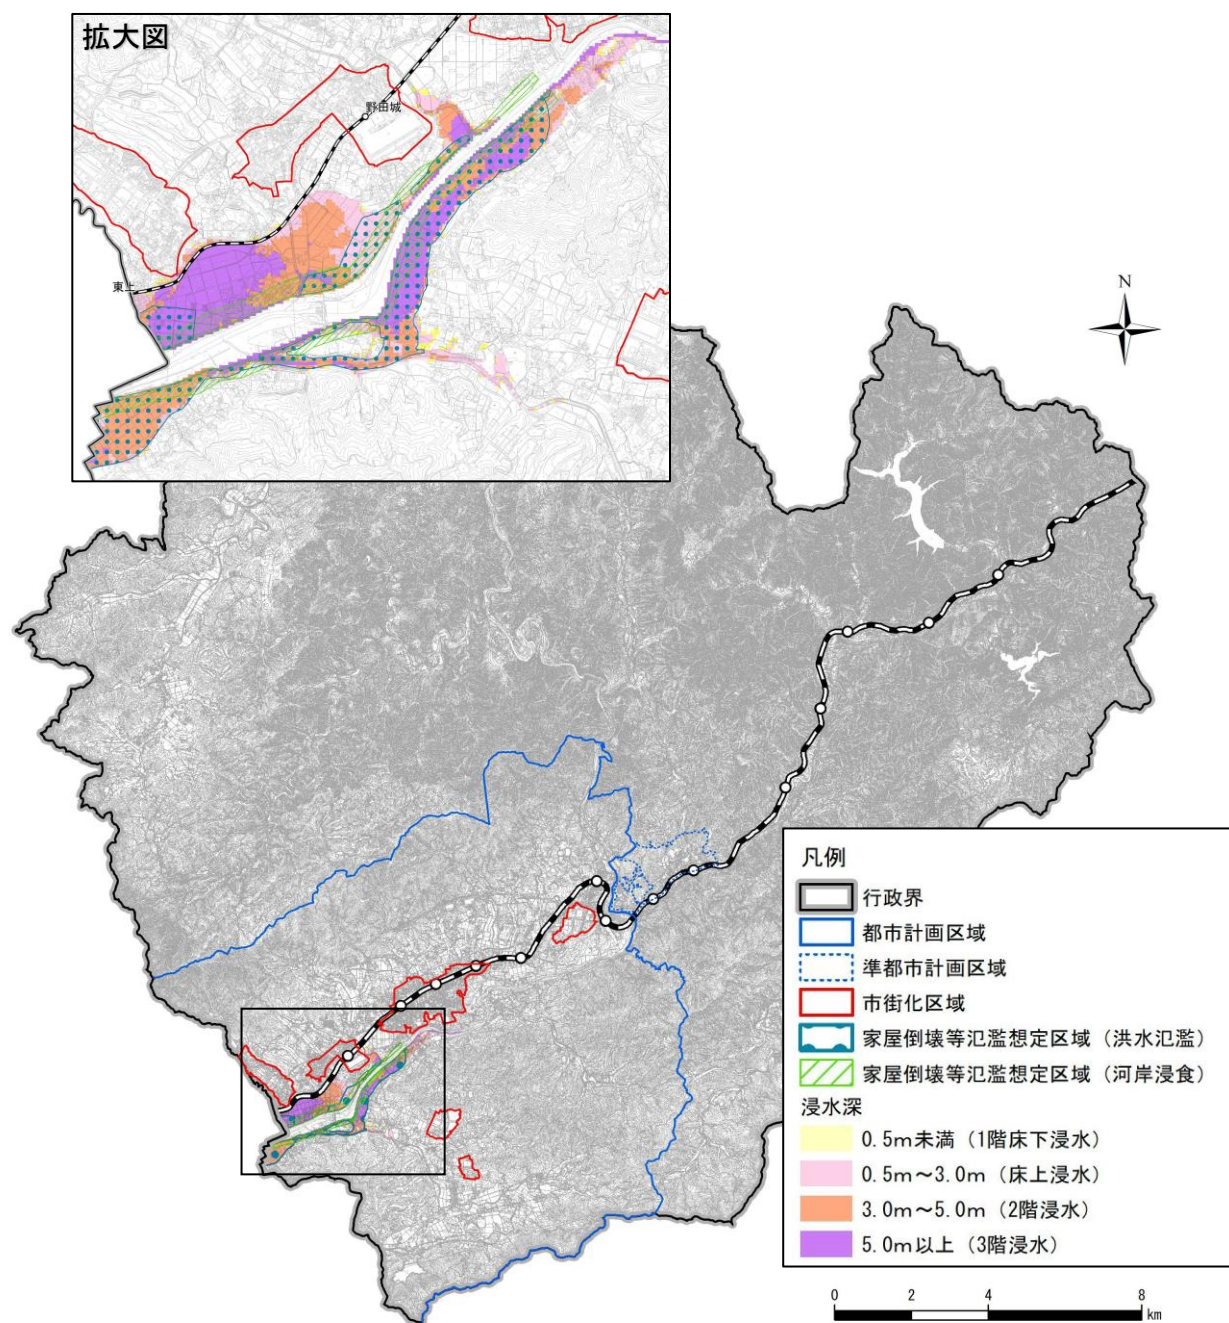 拡大図
野田城
東上
N
凡例
行政界
都市計画区域
準都市計画区域
市街化区域
家屋倒壊等氾濫想定区域（洪水氾濫）
家屋倒壊等氾濫想定区域（河岸浸食）
浸水深
0.5m未満（1階床下浸水）
0.5m～3.0m（床上浸水）
3.0m～5.0m（2階浸水）
5.0m以上（3階浸水）
0 2 4 8
km